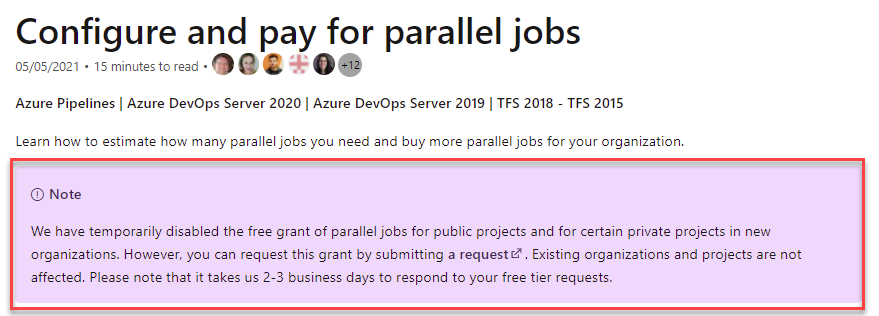 Configure and pay for parallel jobs
05/05/2021 • 15 minutes to read • +12
Azure Pipelines | Azure DevOps Server 2020 | Azure DevOps Server 2019 | TFS 2018 - TFS 2015
Learn how to estimate how many parallel jobs you need and buy more parallel jobs for your organization.
Note
We have temporarily disabled the free grant of parallel jobs for public projects and for certain private projects in new
organizations. However, you can request this grant by submitting a request. Existing organizations and projects are not
affected. Please note that it takes us 2-3 business days to respond to your free tier requests.